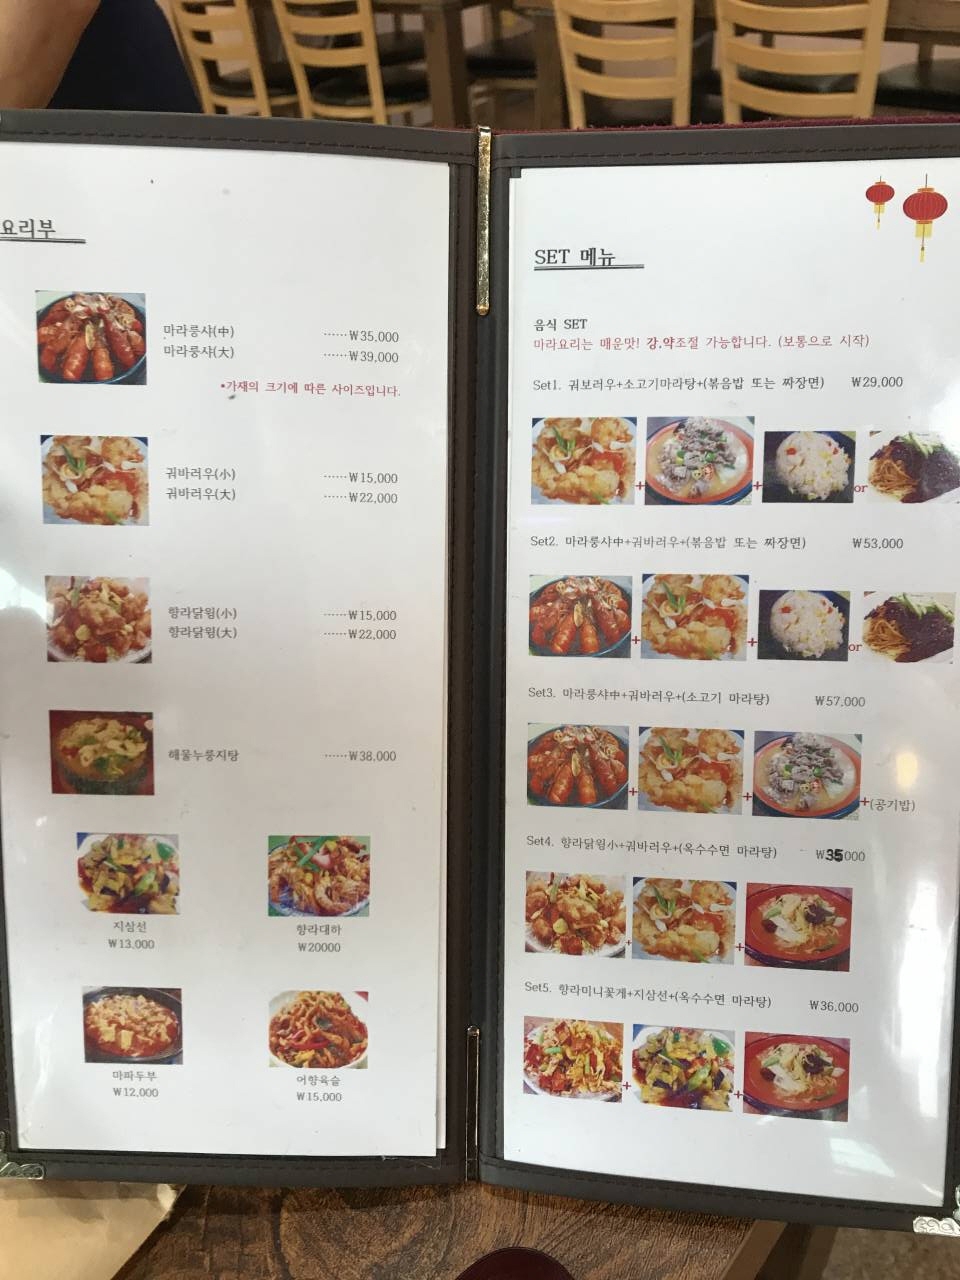 요리부
마라룽샤(中) ······₩35,000
마라룽샤(大) ······₩39,000
*가재의 크기에 따른 사이즈입니다.
궈바러우(小) ······₩15,000
궈바러우(大) ······₩22,000
향라닭윙(小) ······₩15,000
향라닭윙(大) ······₩22,000
해물누룽지탕 ······₩38,000
지삼선
₩13,000
향라대하
₩20000
마파두부
₩12,000
어향육슬
₩15,000
SET 메뉴
음식 SET
마라요리는 매운맛! 강,약조절 가능합니다. (보통으로 시작)
Set1. 궈보러우+소고기마라탕+(볶음밥 또는 짜장면) ₩29,000
+ + or
Set2. 마라룽샤中+궈바러우+(볶음밥 또는 짜장면) ₩53,000
+ + or
Set3. 마라룽샤中+궈바러우+(소고기 마라탕) ₩57,000
+ + +(공기밥)
Set4. 향라닭윙小+궈바러우+(옥수수면 마라탕) ₩35000
+ +
Set5. 향라미니꽃게+지삼선+(옥수수면 마라탕) ₩36,000
+ +